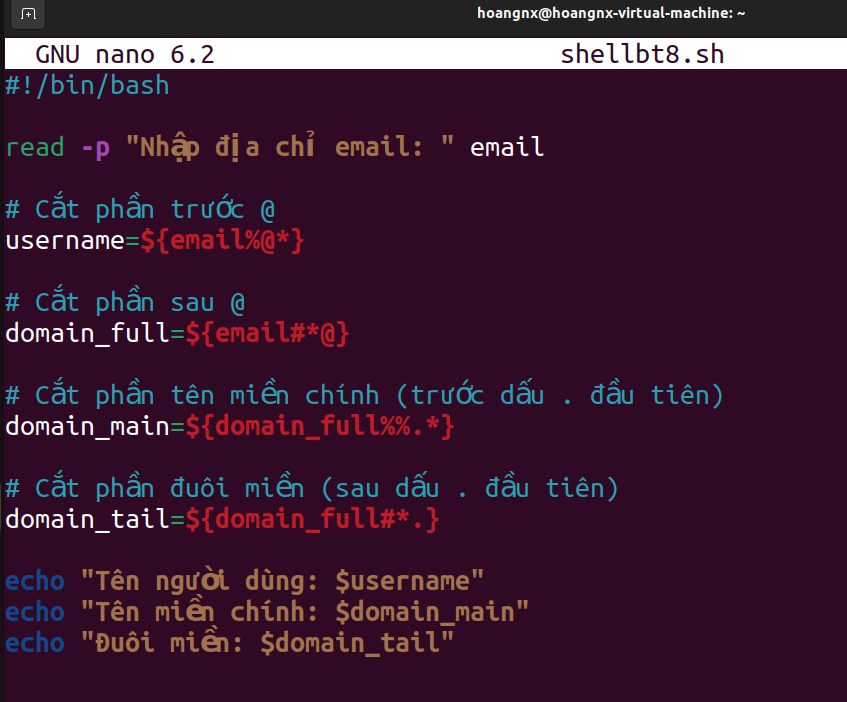 hoangnx@hoangnx-virtual-machine: ~
GNU nano 6.2 shellbt8.sh
#!/bin/bash
read -p "Nhập địa chỉ email: " email
# Cắt phần trước @
username=${email%@*}
# Cắt phần sau @
domain_full=${email#*@}
# Cắt phần tên miền chính (trước dấu . đầu tiên)
domain_main=${domain_full%%.*}
# Cắt phần đuôi miền (sau dấu . đầu tiên)
domain_tail=${domain_full#*.}
echo "Tên người dùng: $username"
echo "Tên miền chính: $domain_main"
echo "Đuôi miền: $domain_tail"